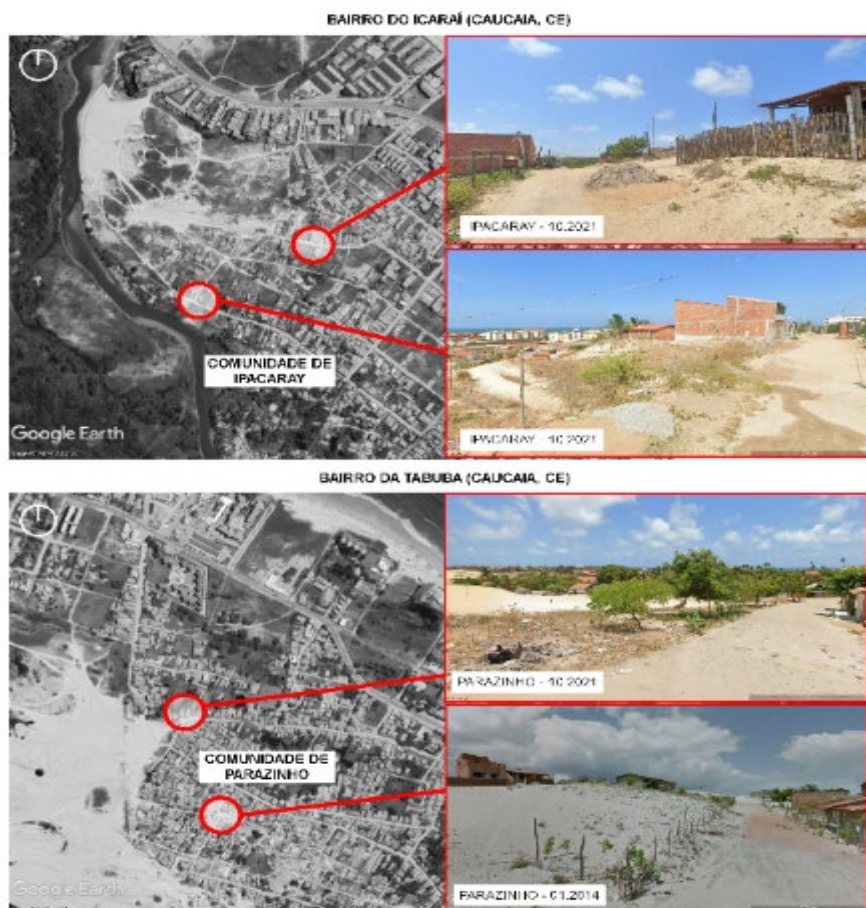 BAIRRO DO ICARAÍ (CAUCAIA, CE)
IPACARAY - 10.2021
COMUNIDADE DE
IPACARAY
IPACARAY - 10.2021
Google Earth
BAIRRO DA TABUBA (CAUCAIA, CE)
PARAZINHO - 10.2021
COMUNIDADE DE
PARAZINHO
Google Earth
PARAZINHO - 01.2014